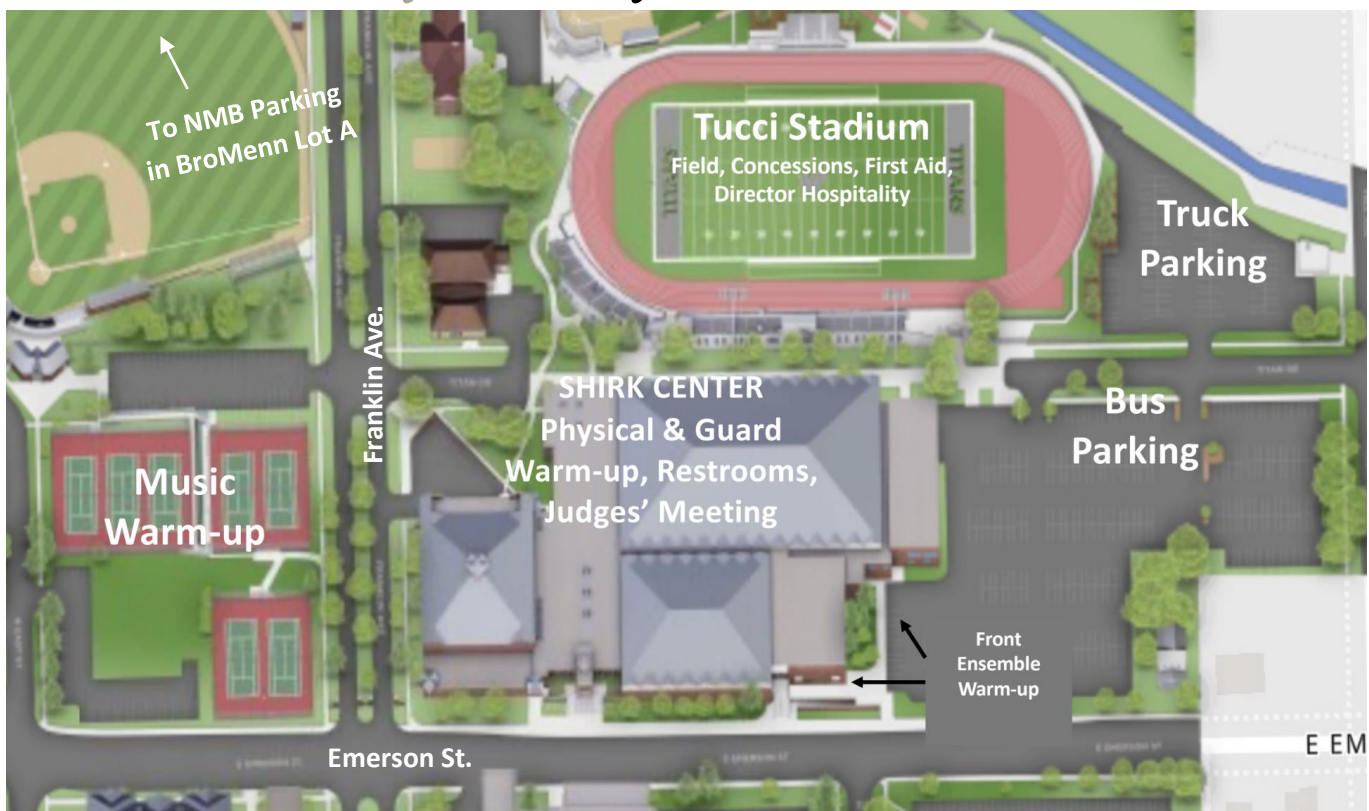 To NMB Parking
in BroMenn Lot A
Tucci Stadium
Field, Concessions, First Aid,
Director Hospitality
TITANS
Truck
Parking
Franklin Ave.
SHIRK CENTER
Physical & Guard
Warm-up, Restrooms,
Judges’ Meeting
Bus
Parking
Music
Warm-up
Front
Ensemble
Warm-up
Emerson St.
E EM